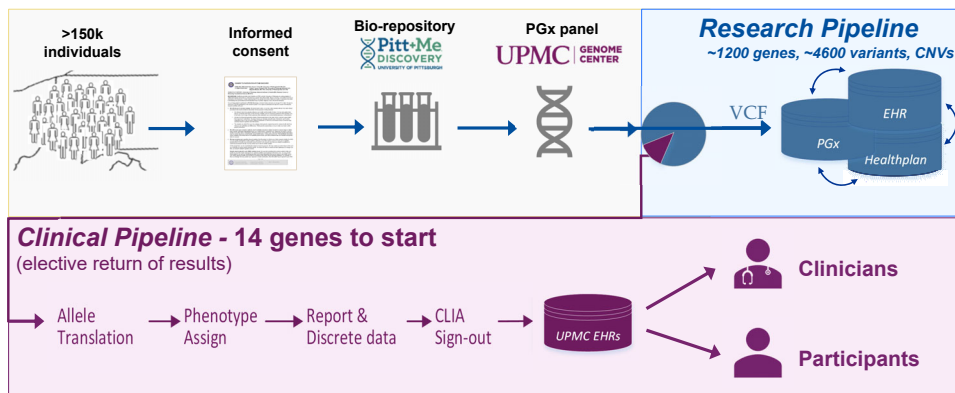 >150k
individuals
Informed
consent
Bio-repository
Pitt+Me
DISCOVERY
UNIVERSITY OF PITTSBURGH
PGx panel
UPMC | GENOME
CENTER
Research Pipeline
~1200 genes, ~4600 variants, CNVs
VCF
EHR
PGx
Healthplan
Clinical Pipeline - 14 genes to start
(elective return of results)
Allele
Translation
Phenotype
Assign
Report &
Discrete data
CLIA
Sign-out
UPMC EHRs
Clinicians
Participants